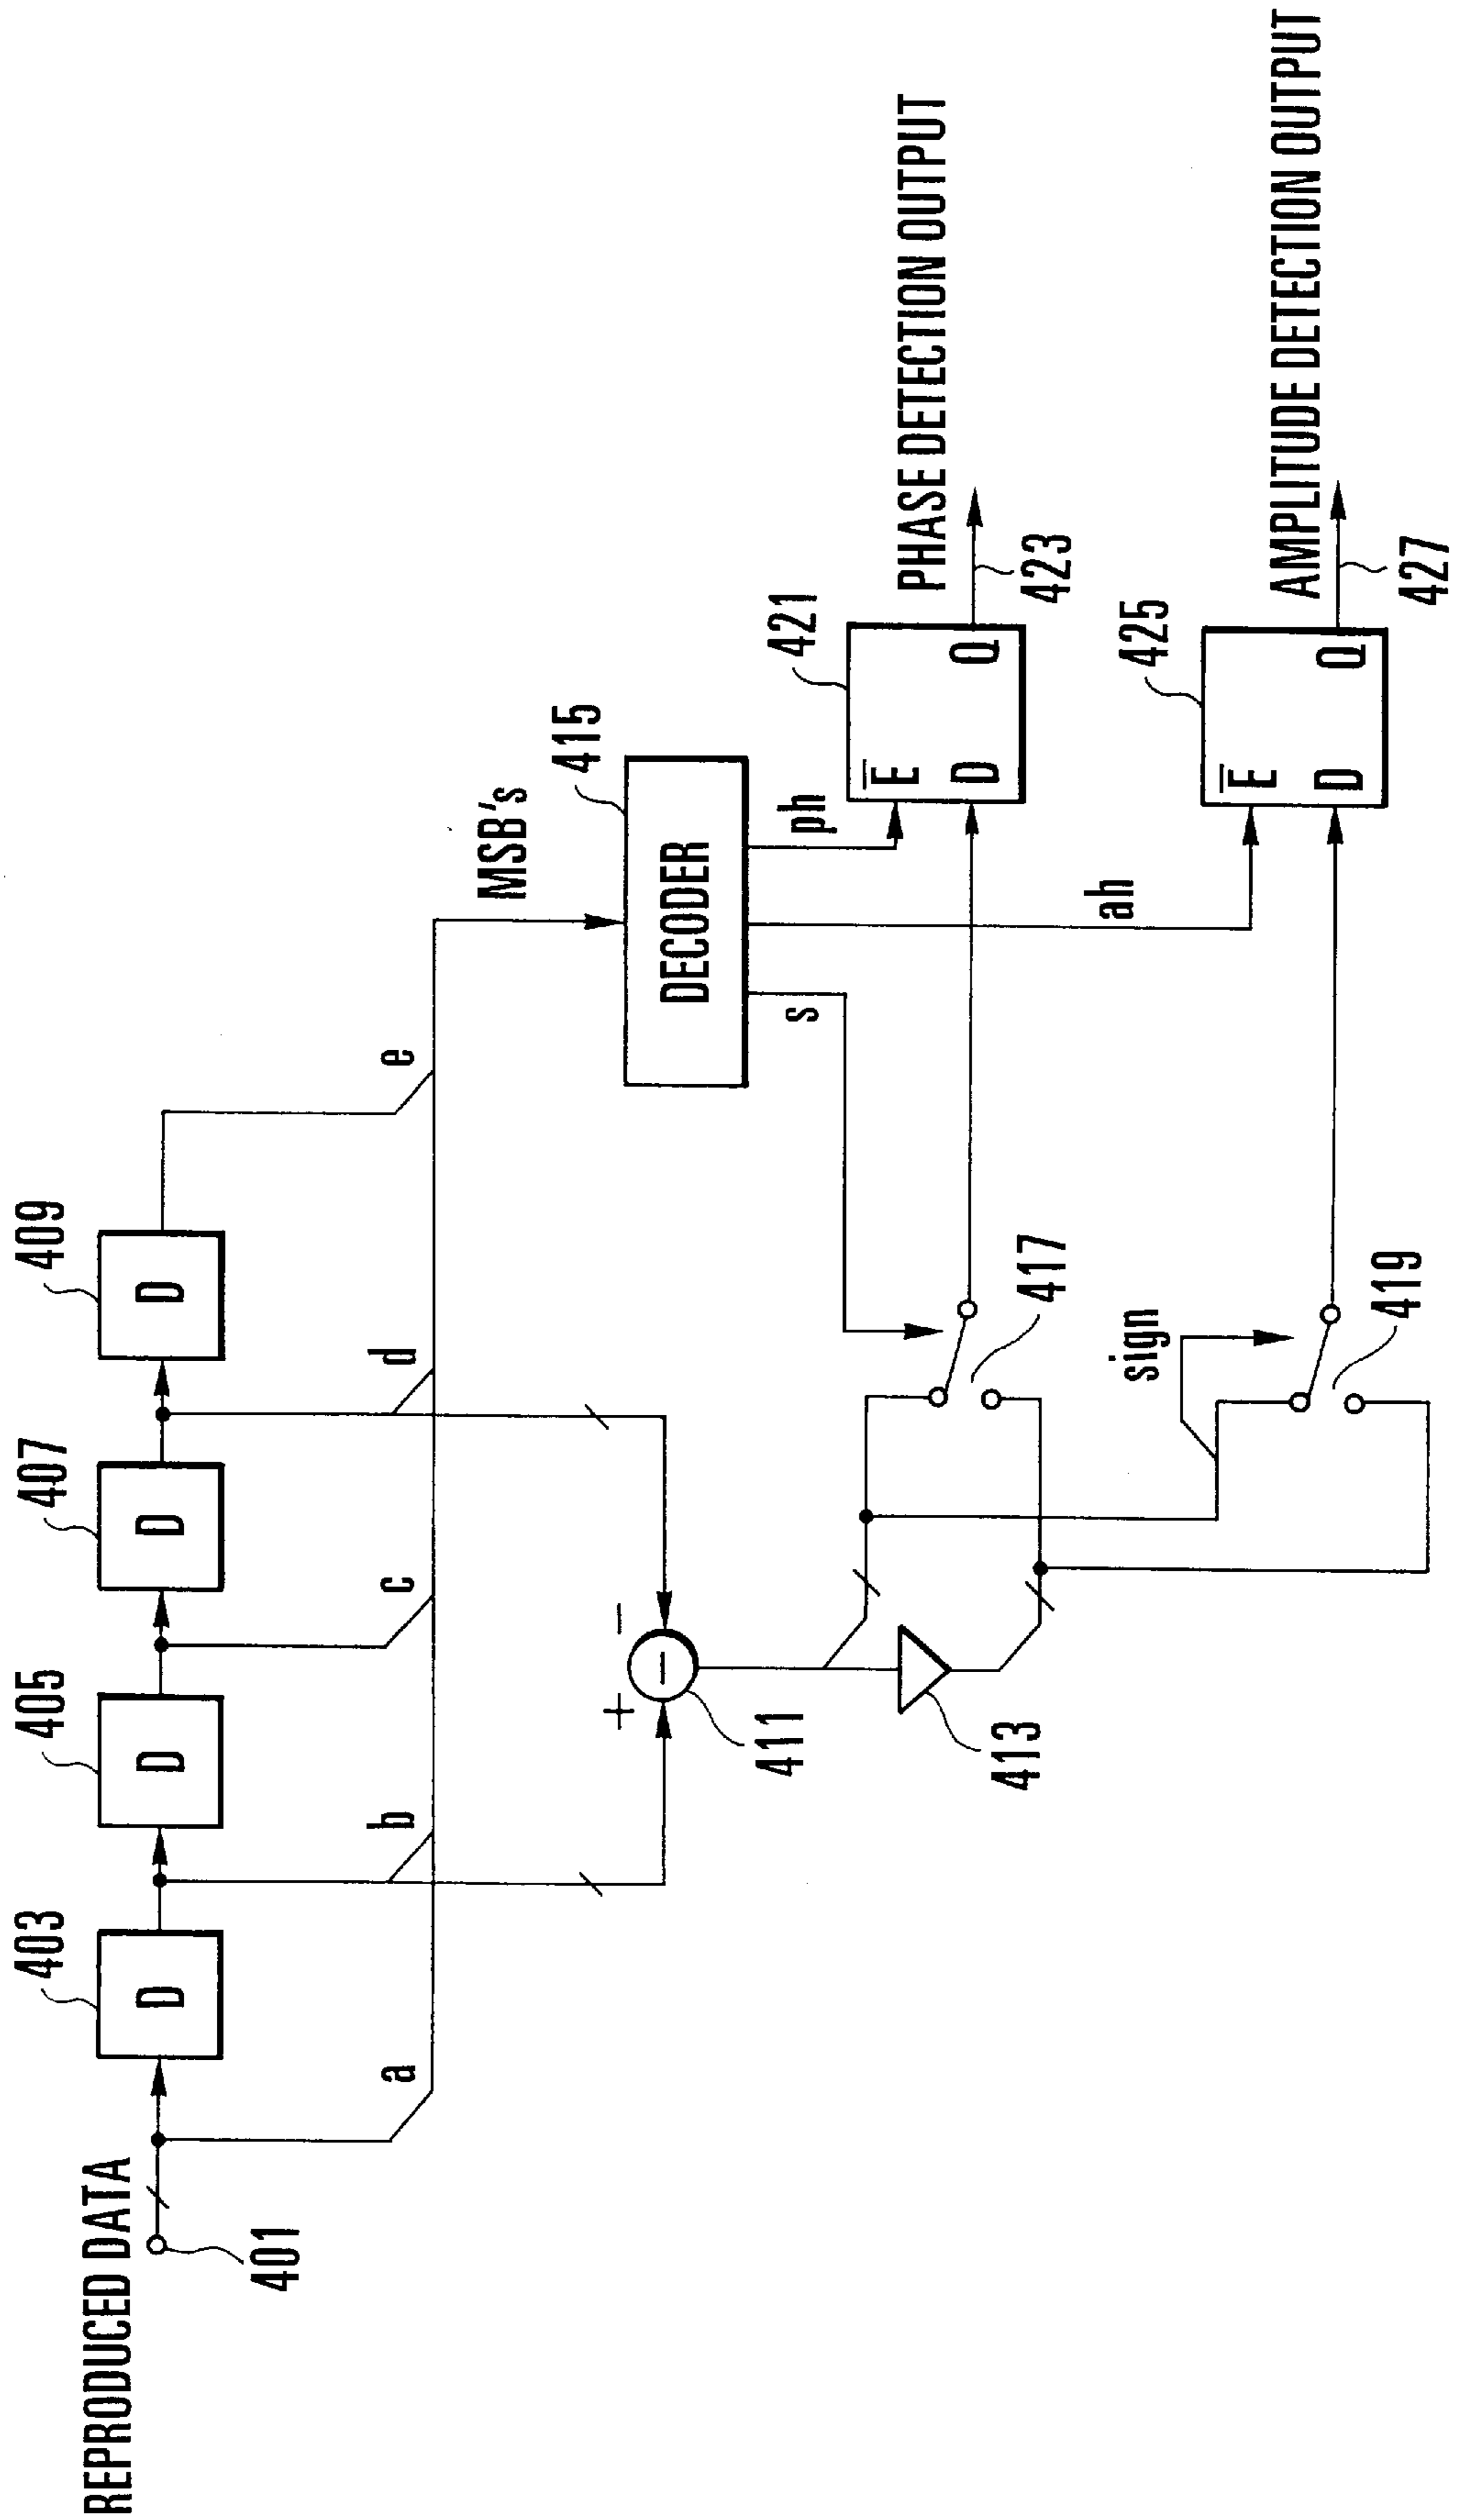 REPRODUCED DATA
401
403
D
405
D
407
D
409
D
a
b
c
d
e
MSB's
+
−
−
411
413
415
DECODER
s
ph
ah
417
sign
419
421
E
D
Q
PHASE DETECTION OUTPUT
423
425
E
D
Q
AMPLITUDE DETECTION OUTPUT
427